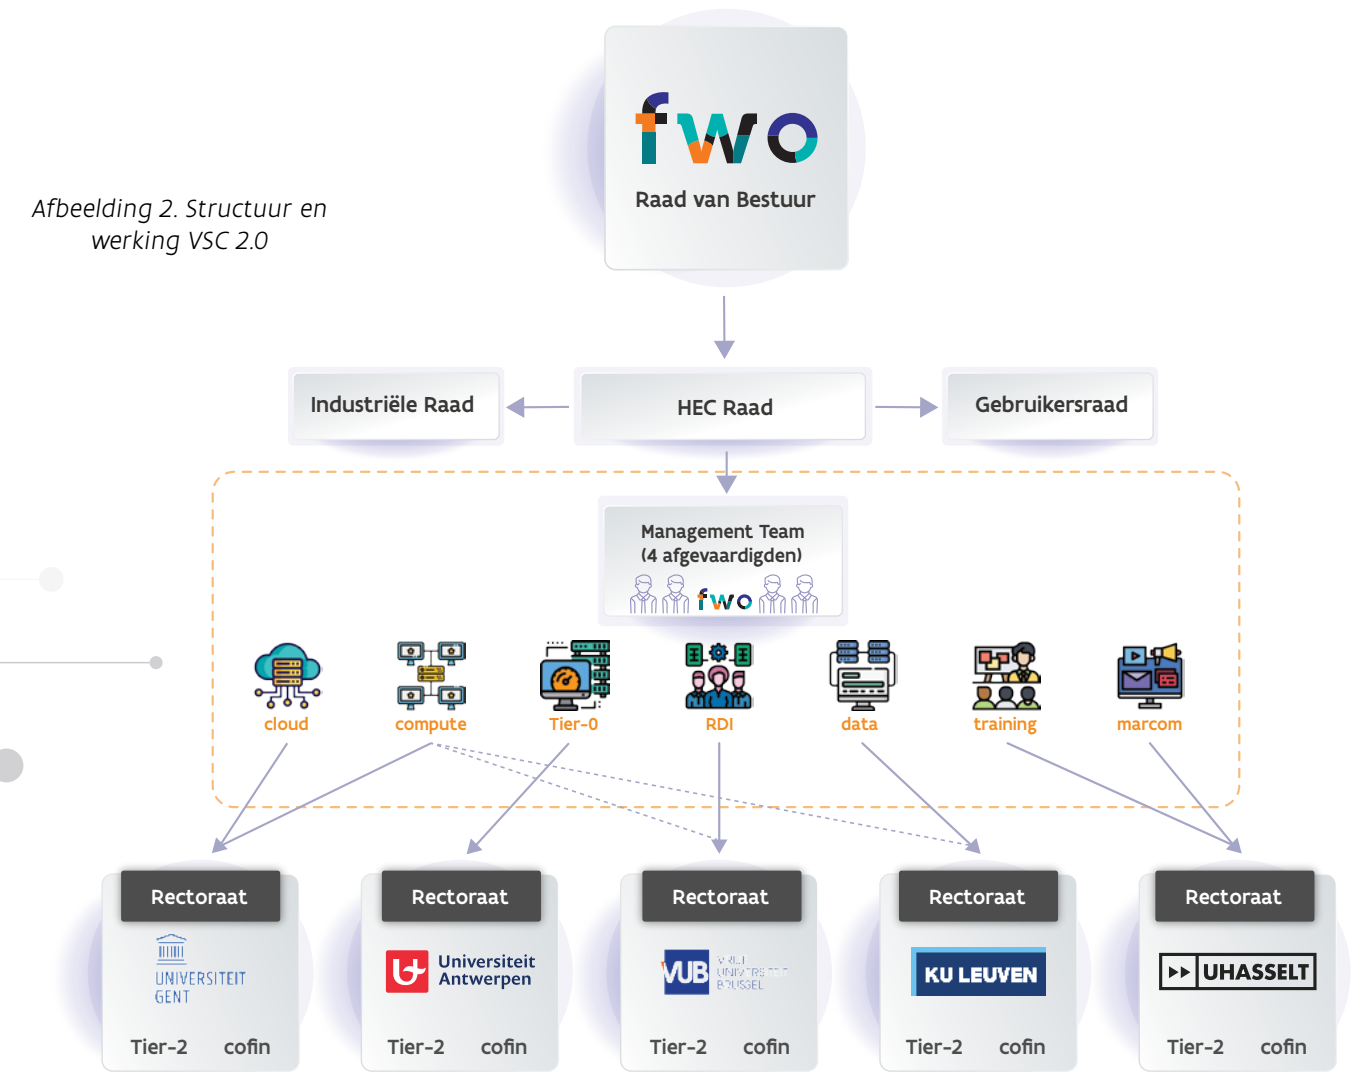 fwo
Raad van Bestuur
Afbeelding 2. Structuur en
werking VSC 2.0
Industriële Raad
HEC Raad
Gebruikersraad
Management Team
(4 afgevaardigden)
fwo
cloud
compute
Tier-0
RDI
data
training
marcom
Rectoraat
Rectoraat
Rectoraat
Rectoraat
Rectoraat
UNIVERSITEIT
GENT
Universiteit
Antwerpen
VUB
VRIJE
UNIVERSITEIT
BRUSSEL
KU LEUVEN
UHASSELT
Tier-2 cofin
Tier-2 cofin
Tier-2 cofin
Tier-2 cofin
Tier-2 cofin